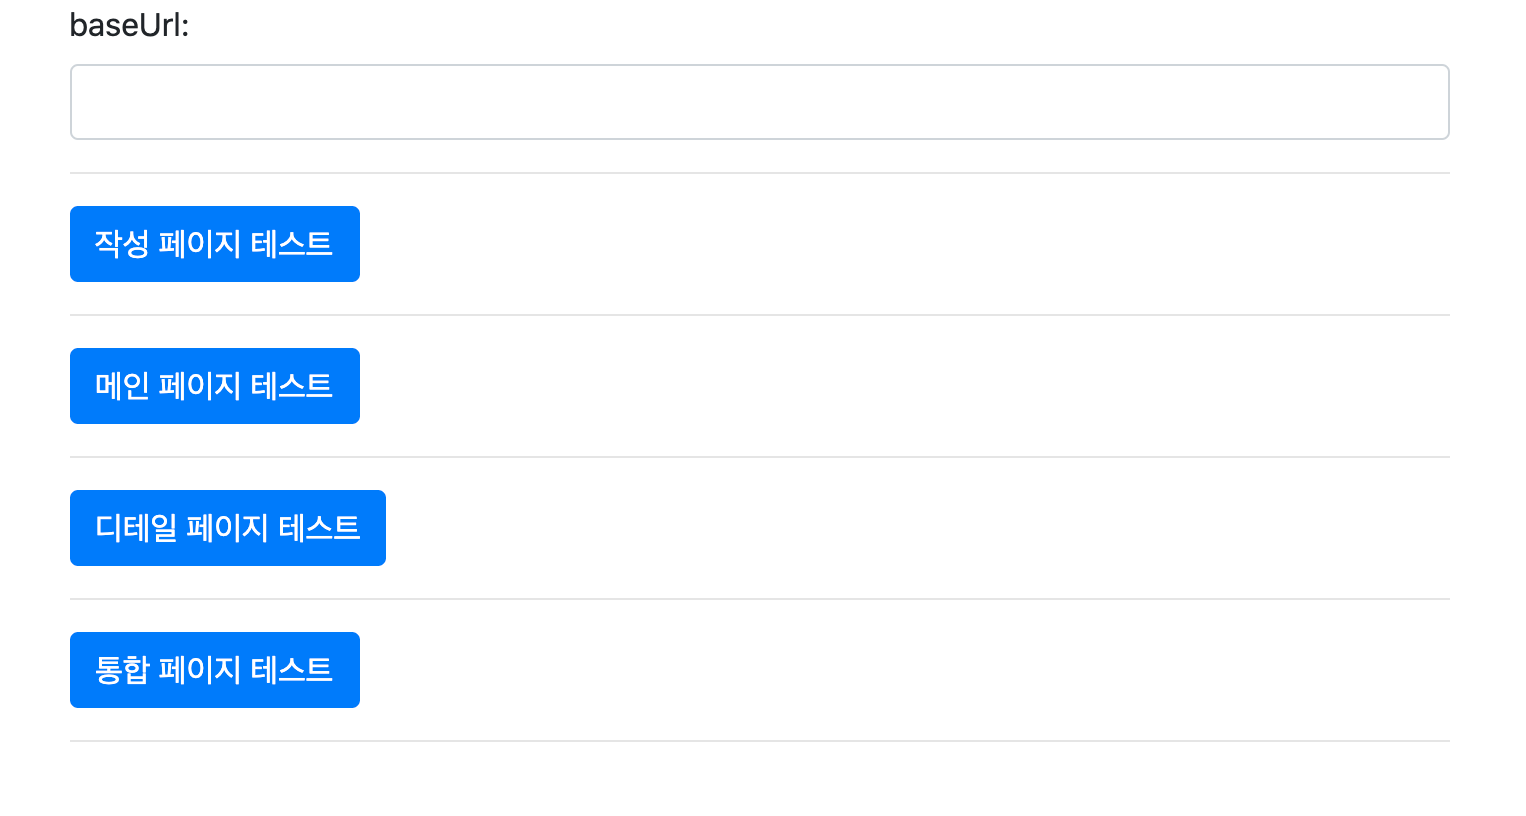 baseUrl:
작성 페이지 테스트
메인 페이지 테스트
디테일 페이지 테스트
통합 페이지 테스트